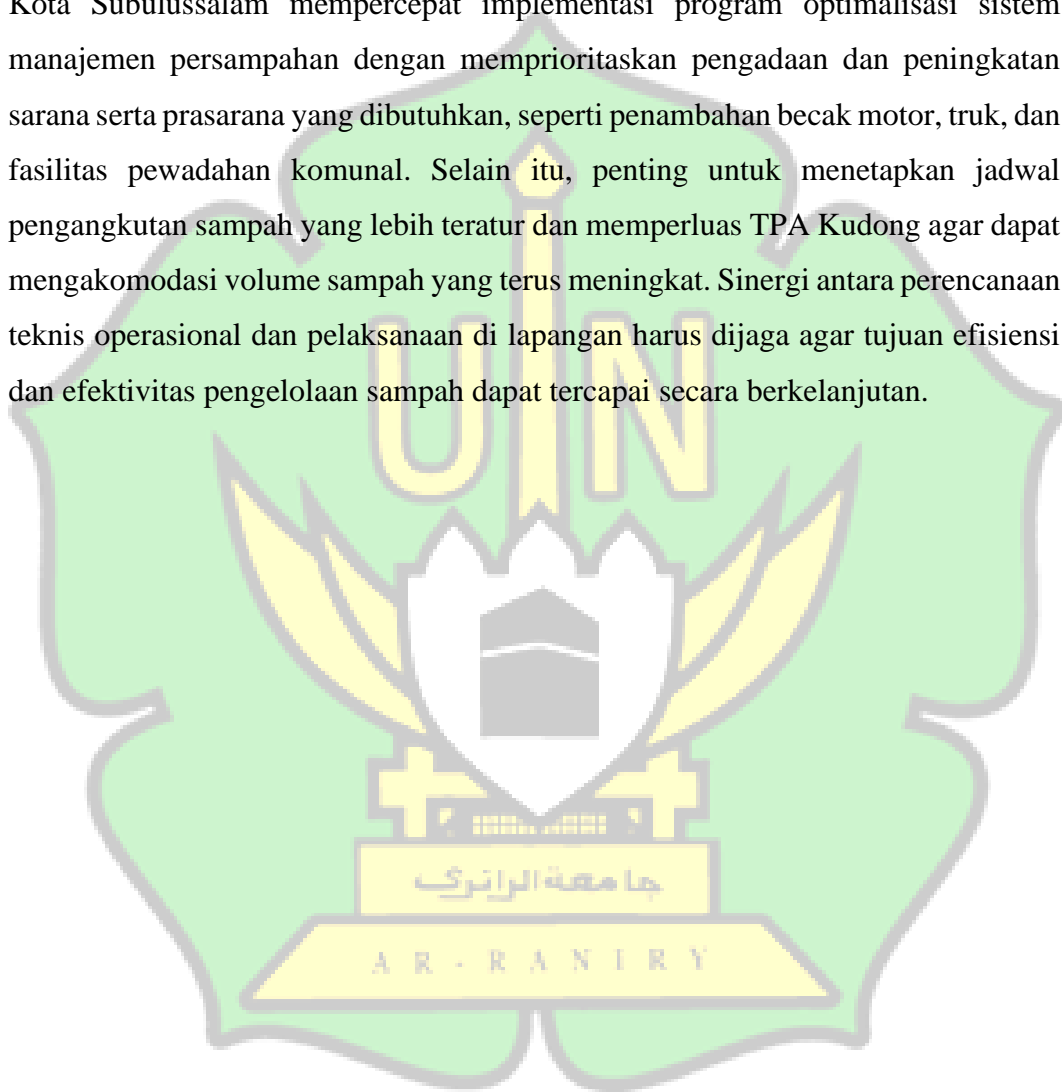 Kota Subulussalam mempercepat implementasi program optimalisasi sistem
manajemen persampahan dengan memprioritaskan pengadaan dan peningkatan
sarana serta prasarana yang dibutuhkan, seperti penambahan becak motor, truk, dan
fasilitas pewadahan komunal. Selain itu, penting untuk menetapkan jadwal
pengangkutan sampah yang lebih teratur dan memperluas TPA Kudong agar dapat
mengakomodasi volume sampah yang terus meningkat. Sinergi antara perencanaan
teknis operasional dan pelaksanaan di lapangan harus dijaga agar tujuan efisiensi
dan efektivitas pengelolaan sampah dapat tercapai secara berkelanjutan.
UIN
جامعة الرانري
AR-RANIRY